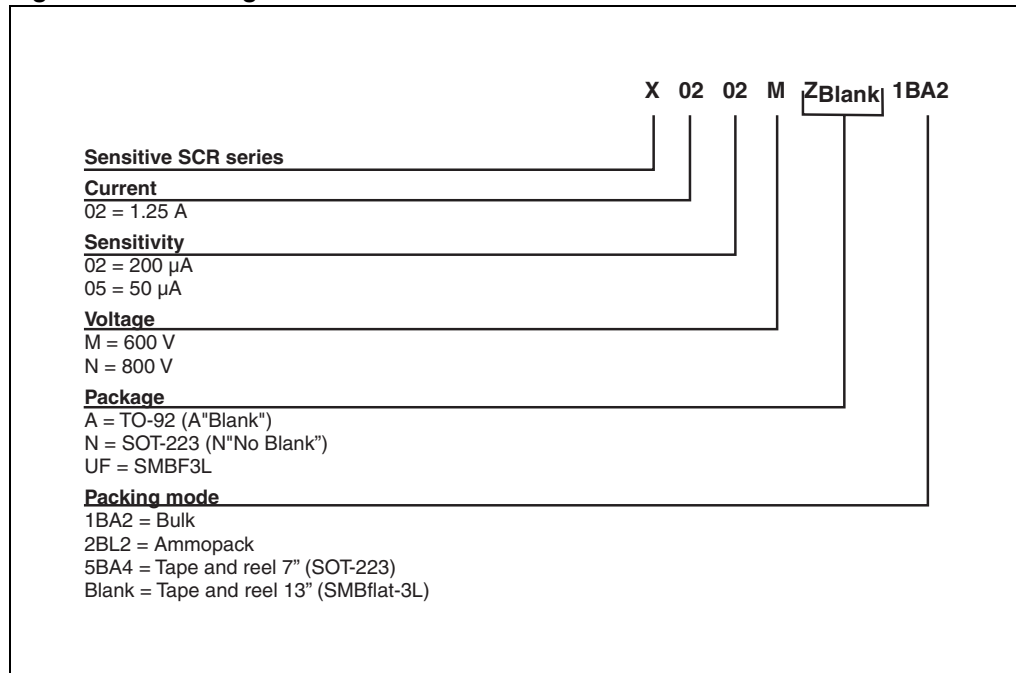 X 02 02 M ZBlank 1BA2
Sensitive SCR series
Current
02 = 1.25 A
Sensitivity
02 = 200 µA
05 = 50 µA
Voltage
M = 600 V
N = 800 V
Package
A = TO-92 (A"Blank")
N = SOT-223 (N"No Blank”)
UF = SMBF3L
Packing mode
1BA2 = Bulk
2BL2 = Ammopack
5BA4 = Tape and reel 7” (SOT-223)
Blank = Tape and reel 13” (SMBflat-3L)